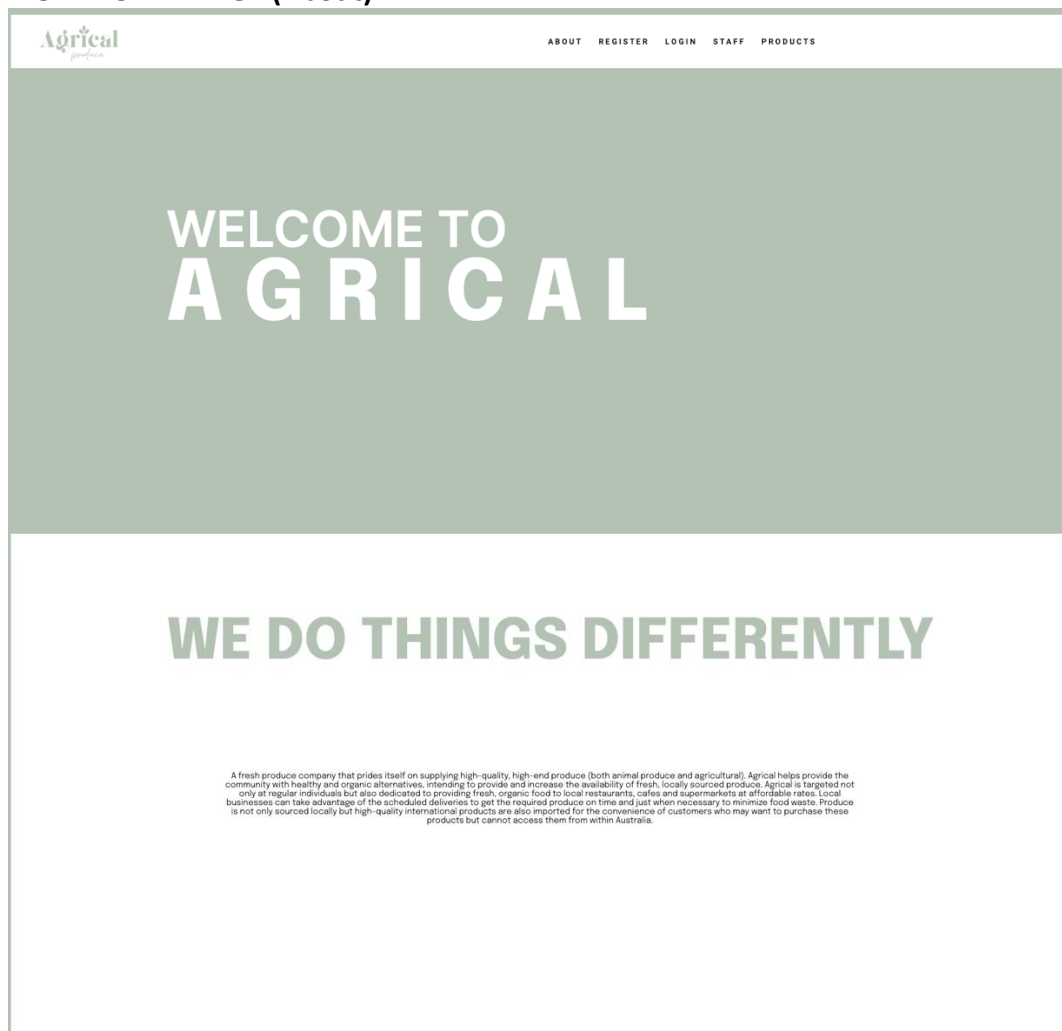 Agrical
produce
ABOUT REGISTER LOGIN STAFF PRODUCTS
WELCOME TO
AGRICAL
WE DO THINGS DIFFERENTLY
A fresh produce company that prides itself on supplying high-quality, high-end produce (both animal produce and agricultural). Agrical helps provide the
community with healthy and organic alternatives, intending to provide and increase the availability of fresh, locally sourced produce. Agrical is targeted not
only at regular individuals but also dedicated to providing fresh, organic food to local restaurants, cafes and supermarkets at affordable rates. Local
businesses can take advantage of the scheduled deliveries to get the required produce on time and just when necessary to minimize food waste. Produce
is not only sourced locally but high-quality international products are also imported for the convenience of customers who may want to purchase these
products but cannot access them from within Australia.